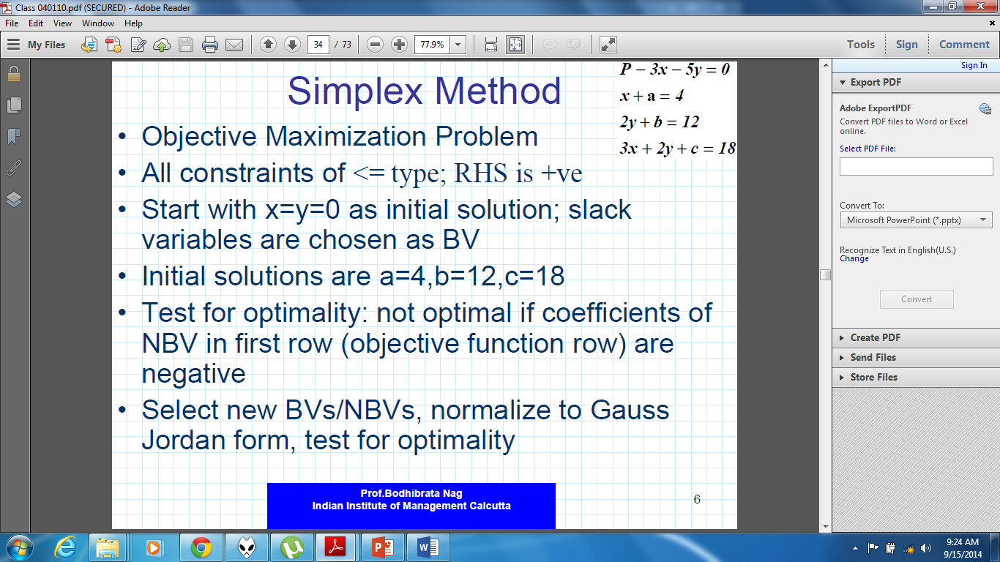 Class 040110.pdf (SECURED) - Adobe Reader
File Edit View Window Help
My Files 34 / 73 77.9% Tools Sign Comment
Sign In
Simplex Method
P − 3x − 5y = 0
x + a = 4
2y + b = 12
3x + 2y + c = 18
• Objective Maximization Problem
• All constraints of <= type; RHS is +ve
• Start with x=y=0 as initial solution; slack
variables are chosen as BV
• Initial solutions are a=4,b=12,c=18
• Test for optimality: not optimal if coefficients of
NBV in first row (objective function row) are
negative
• Select new BVs/NBVs, normalize to Gauss
Jordan form, test for optimality
Prof.Bodhibrata Nag
Indian Institute of Management Calcutta
6
Export PDF
Adobe ExportPDF
Convert PDF files to Word or Excel
online.
Select PDF File:
Convert To:
Microsoft PowerPoint (*.pptx)
Recognize Text in English(U.S.)
Change
Convert
Create PDF
Send Files
Store Files
9:24 AM
9/15/2014